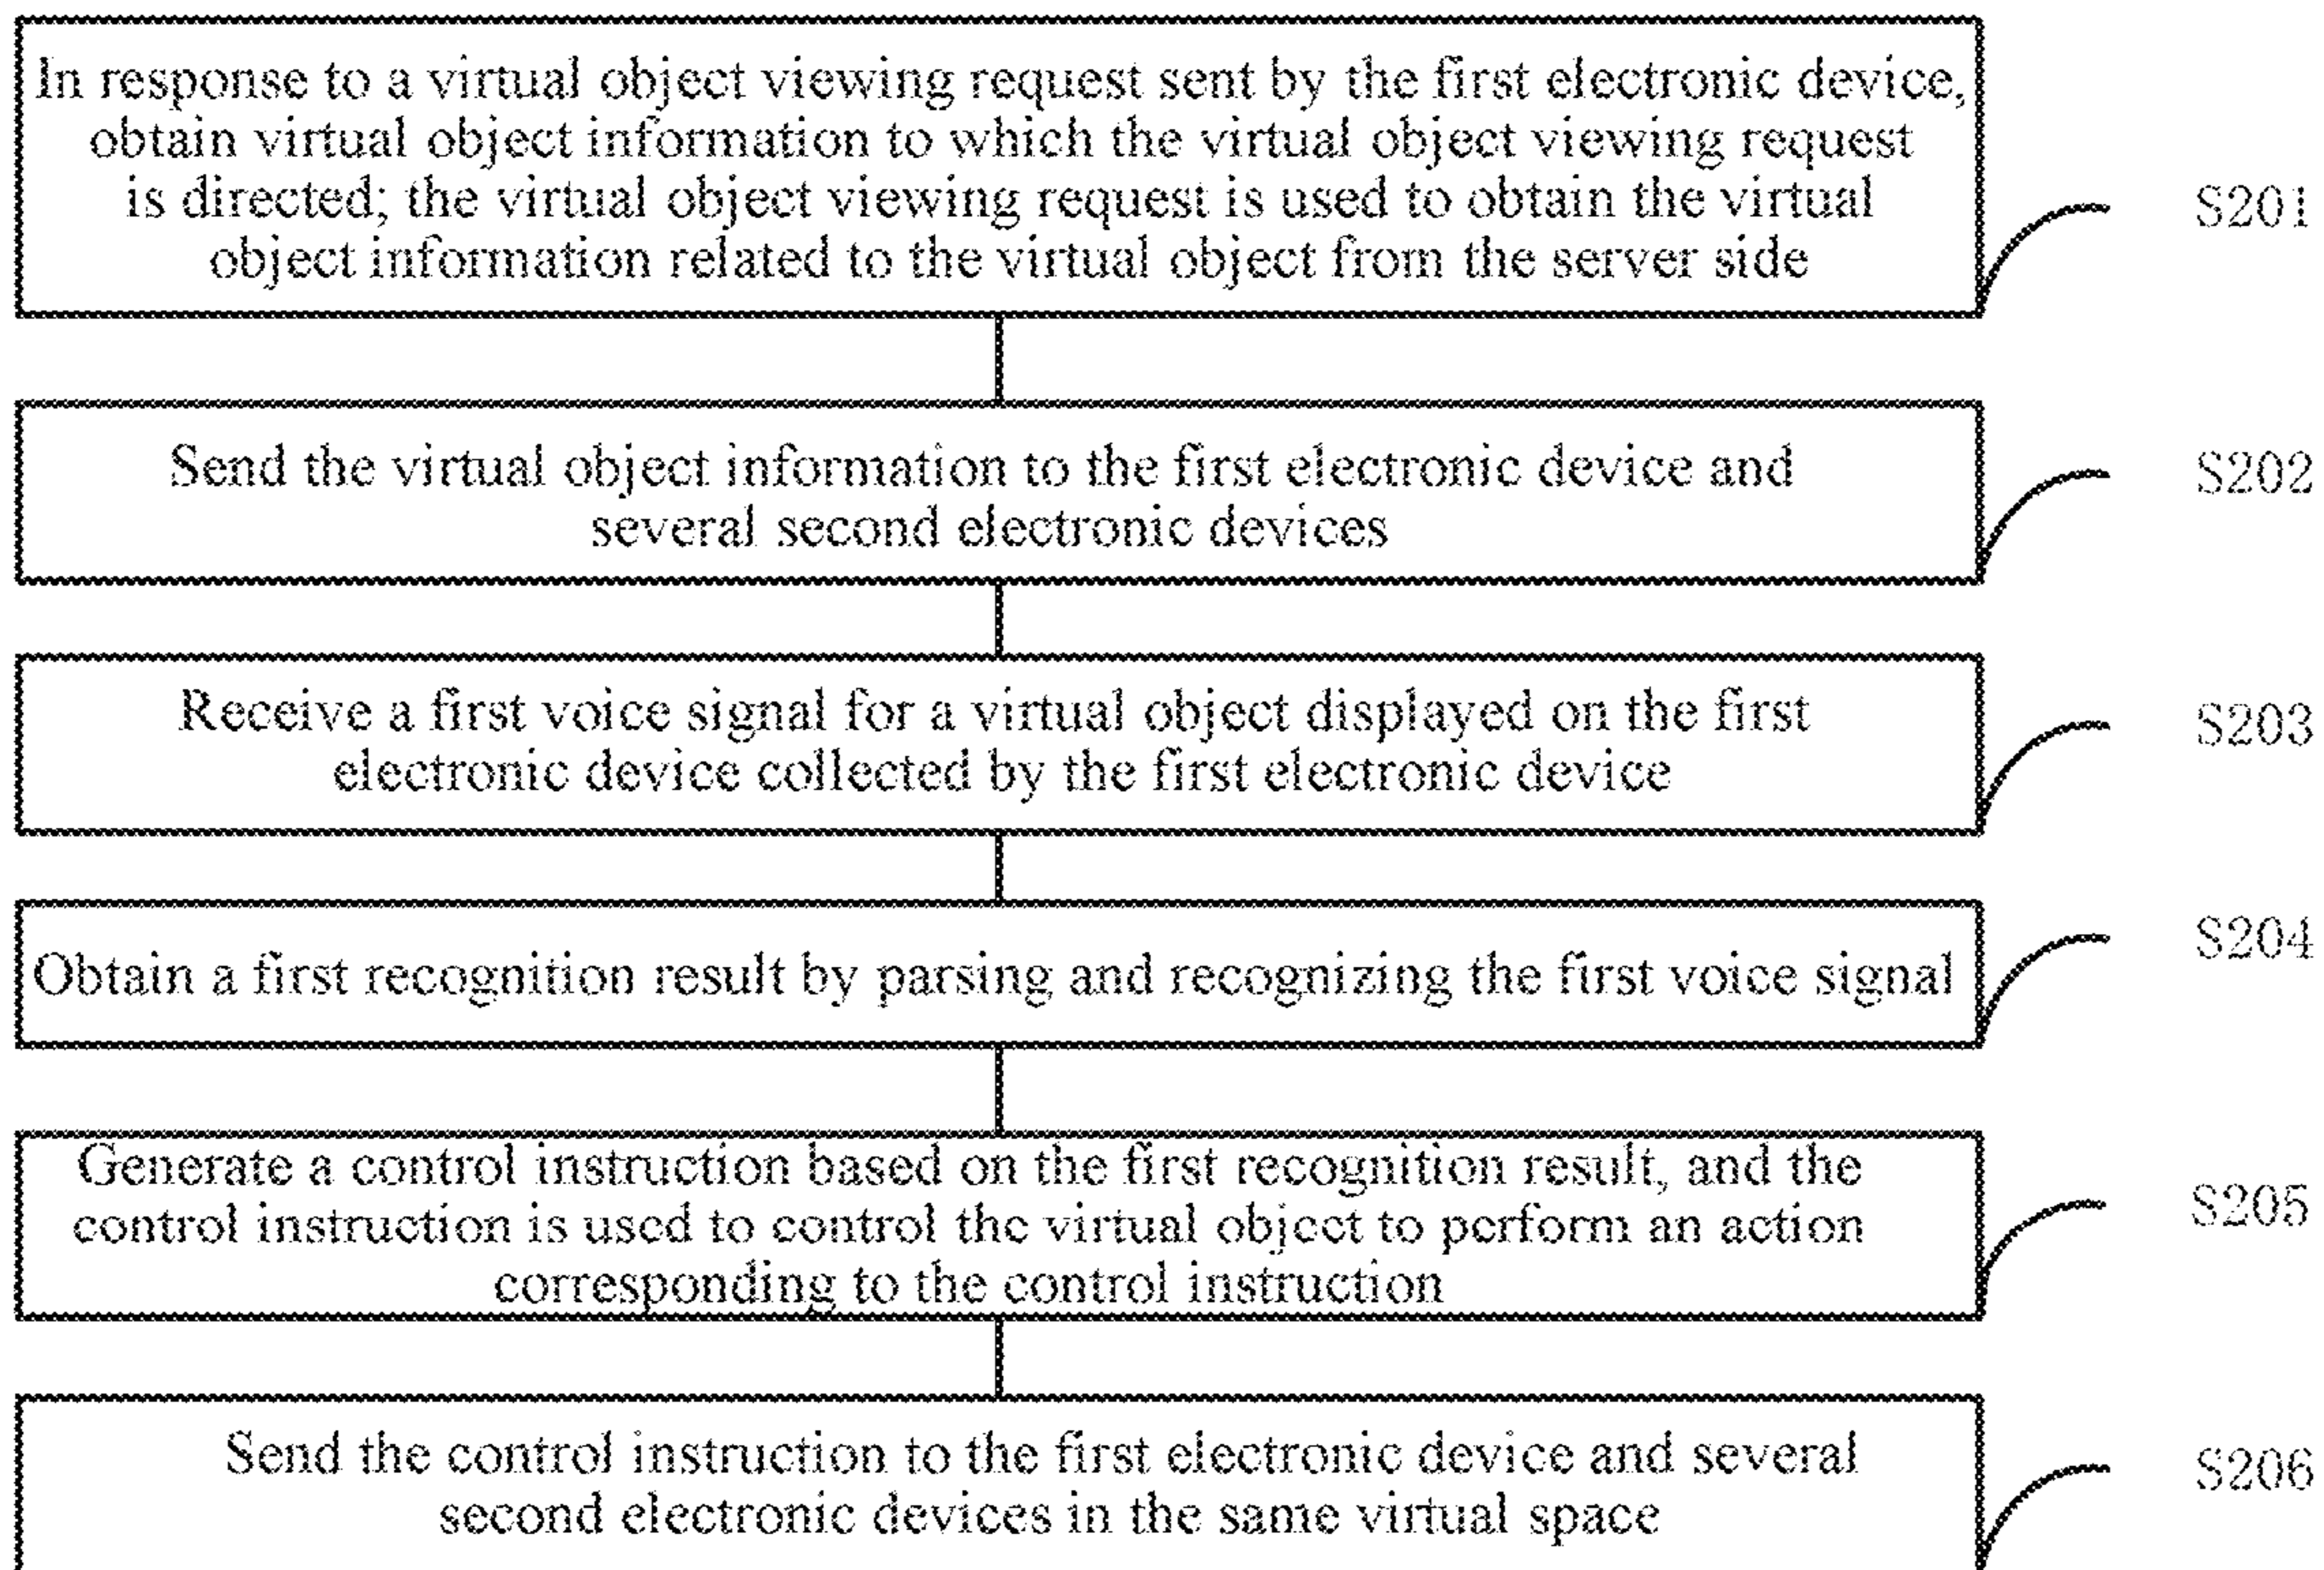 In response to a virtual object viewing request sent by the first electronic device,
obtain virtual object information to which the virtual object viewing request
is directed; the virtual object viewing request is used to obtain the virtual
object information related to the virtual object from the server side
S201
Send the virtual object information to the first electronic device and
several second electronic devices
S202
Receive a first voice signal for a virtual object displayed on the first
electronic device collected by the first electronic device
S203
Obtain a first recognition result by parsing and recognizing the first voice signal
S204
Generate a control instruction based on the first recognition result, and the
control instruction is used to control the virtual object to perform an action
corresponding to the control instruction
S205
Send the control instruction to the first electronic device and several
second electronic devices in the same virtual space
S206